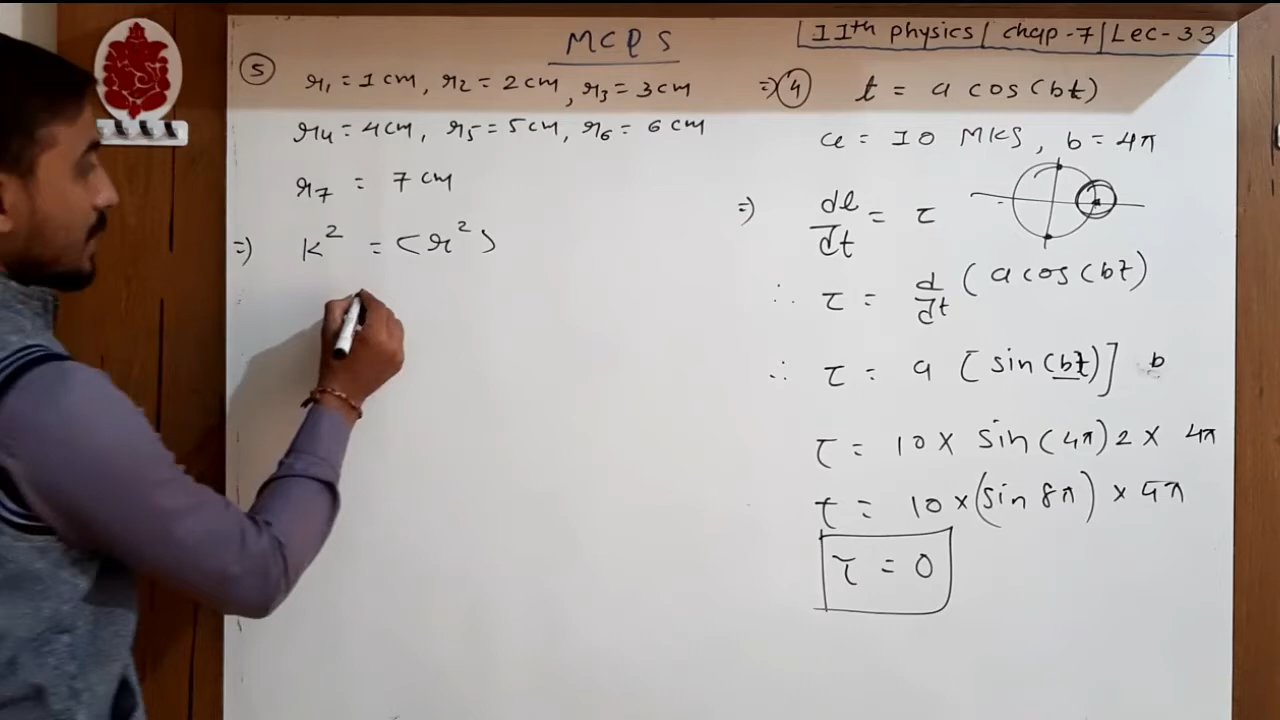 MCQS
11th physics / chap-7 / Lec-33
⑤ r₁ = 1 cm, r₂ = 2 cm, r₃ = 3 cm
r₄ = 4 cm, r₅ = 5 cm, r₆ = 6 cm
r₇ = 7 cm
⇒ K² = ⟨r²⟩
⇒ ④ ℓ = a cos(bt)
a = 10 MKS, b = 4π
⇒ dℓ/dt = τ
∴ τ = d/dt (a cos(bt)
∴ τ = a [sin(bt)] b
τ = 10 × sin(4π)2 × 4π
τ = 10 × (sin 8π) × 4π
τ = 0